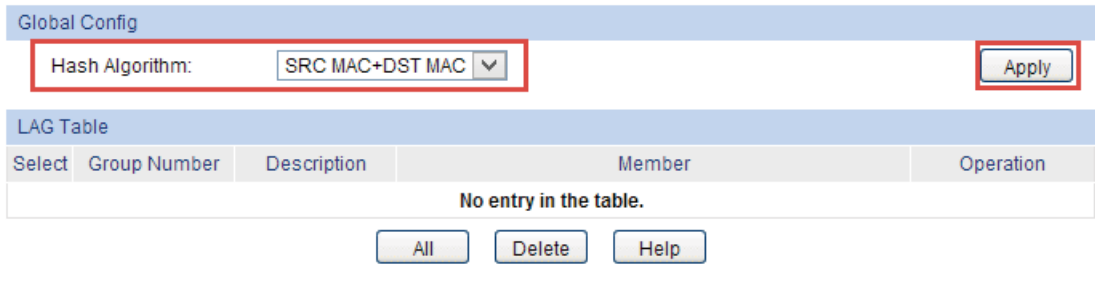 Global Config
Hash Algorithm: SRC MAC+DST MAC Apply
LAG Table
Select Group Number Description Member Operation
No entry in the table.
All Delete Help